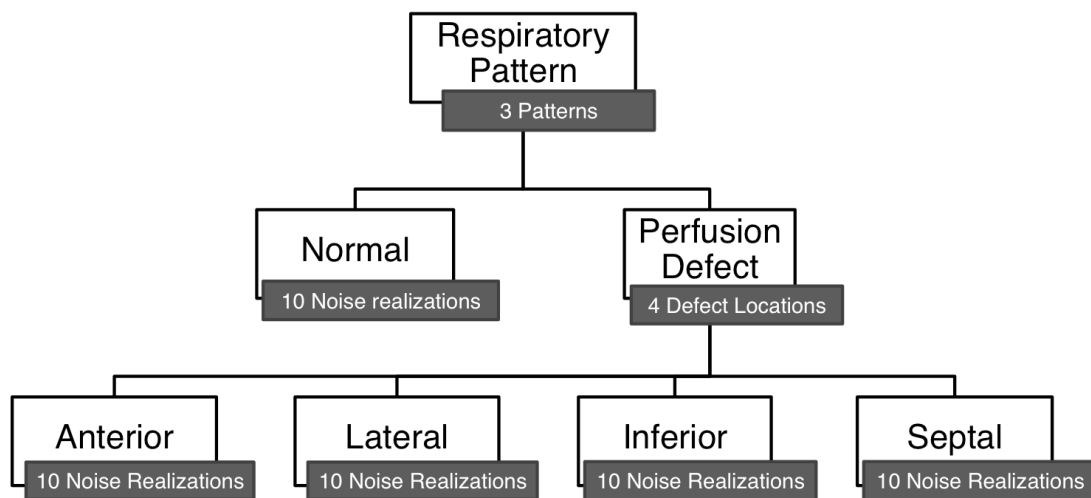 Respiratory
Pattern
3 Patterns
Normal
10 Noise realizations
Perfusion
Defect
4 Defect Locations
Anterior
10 Noise Realizations
Lateral
10 Noise Realizations
Inferior
10 Noise Realizations
Septal
10 Noise Realizations